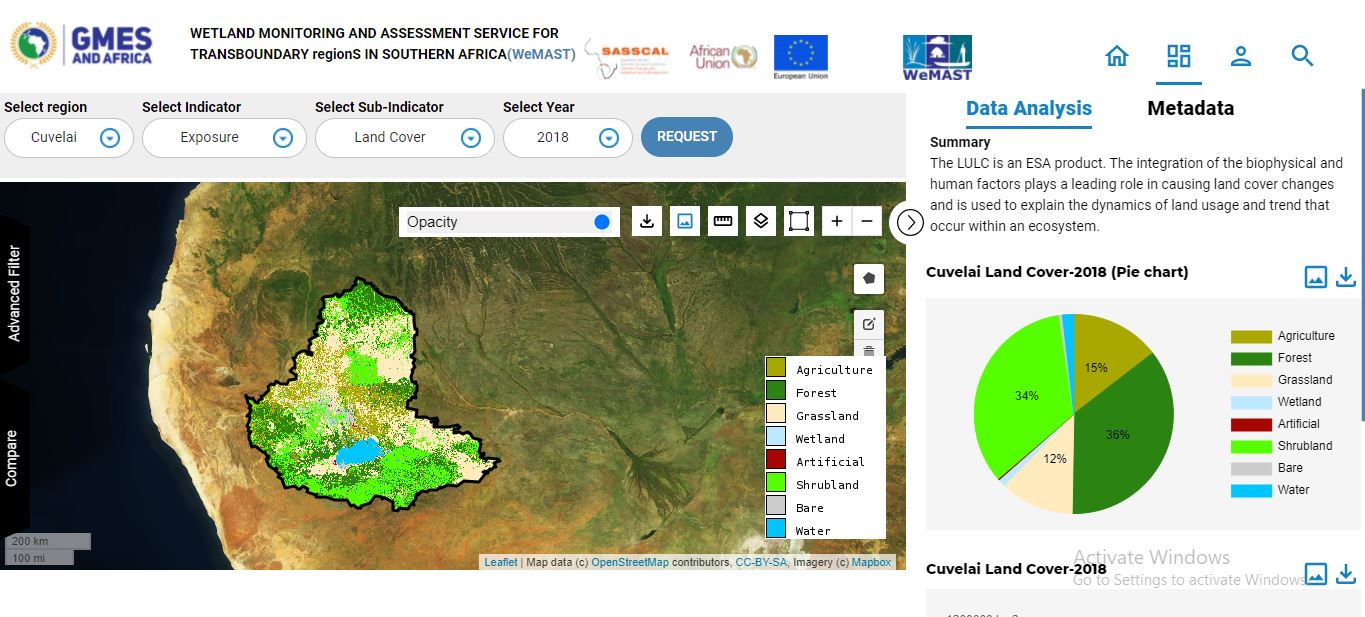 GMES
AND AFRICA
WETLAND MONITORING AND ASSESSMENT SERVICE FOR
TRANSBOUNDARY regionS IN SOUTHERN AFRICA(WeMAST)
SASSCAL
African
Union
European Union
WeMAST
Select region
Select Indicator
Select Sub-Indicator
Select Year
Cuvelai
Exposure
Land Cover
2018
REQUEST
Data Analysis
Metadata
Summary
The LULC is an ESA product. The integration of the biophysical and
human factors plays a leading role in causing land cover changes
and is used to explain the dynamics of land usage and trend that
occur within an ecosystem.
Opacity
+
−
Advanced Filter
Compare
Agriculture
Forest
Grassland
Wetland
Artificial
Shrubland
Bare
Water
200 km
100 mi
Leaflet | Map data (c) OpenStreetMap contributors, CC-BY-SA, Imagery (c) Mapbox
Cuvelai Land Cover-2018 (Pie chart)
15%
34%
36%
12%
Agriculture
Forest
Grassland
Wetland
Artificial
Shrubland
Bare
Water
Activate Windows
Go to Settings to activate Windows
Cuvelai Land Cover-2018